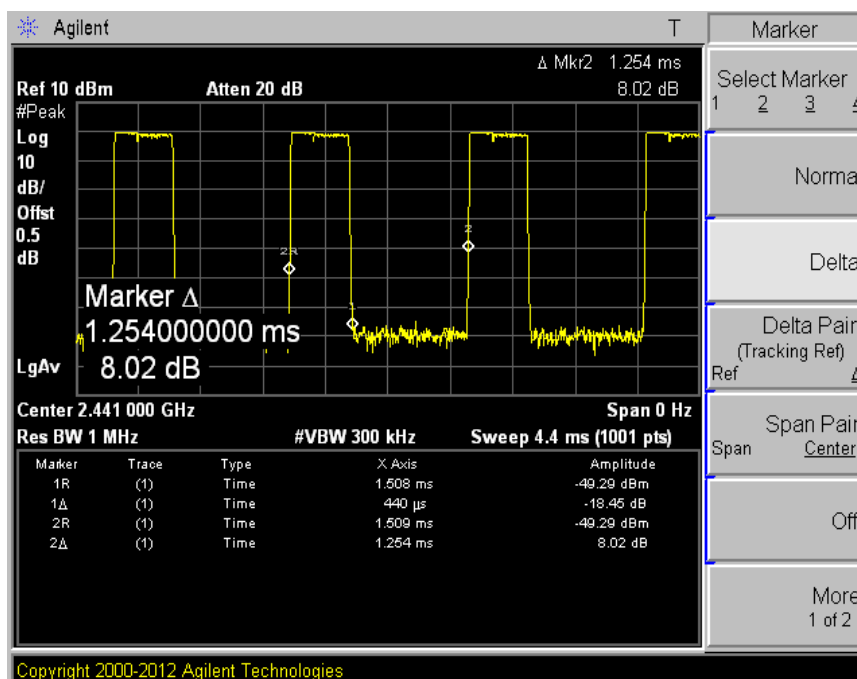 Agilent T
Marker
Δ Mkr2 1.254 ms
Ref 10 dBm Atten 20 dB 8.02 dB
#Peak
Log
10
dB/
Offst
0.5
dB
LgAv
2R
1
2
Marker Δ
1.254000000 ms
8.02 dB
Center 2.441 000 GHz Span 0 Hz
Res BW 1 MHz #VBW 300 kHz Sweep 4.4 ms (1001 pts)
Marker Trace Type X Axis Amplitude
1R (1) Time 1.508 ms -49.29 dBm
1Δ (1) Time 440 μs -18.45 dB
2R (1) Time 1.509 ms -49.29 dBm
2Δ (1) Time 1.254 ms 8.02 dB
Select Marker
1 2 3 4
Norma
Delta
Delta Pair
(Tracking Ref)
Ref Δ
Span Pair
Span Center
Off
More
1 of 2
Copyright 2000-2012 Agilent Technologies